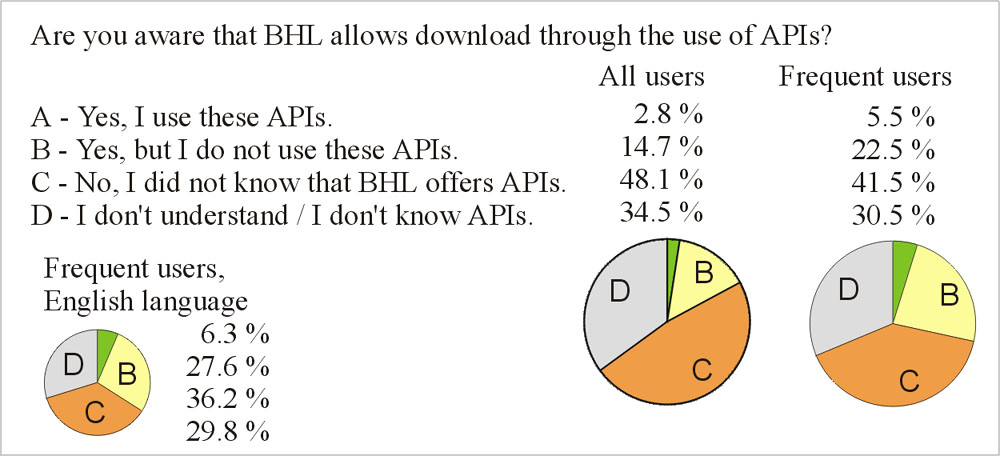 Are you aware that BHL allows download through the use of APIs?
All users Frequent users
A - Yes, I use these APIs. 2.8 % 5.5 %
B - Yes, but I do not use these APIs. 14.7 % 22.5 %
C - No, I did not know that BHL offers APIs. 48.1 % 41.5 %
D - I don't understand / I don't know APIs. 34.5 % 30.5 %
Frequent users,
English language
6.3 %
27.6 %
36.2 %
29.8 %
D B C
D B C
D B C